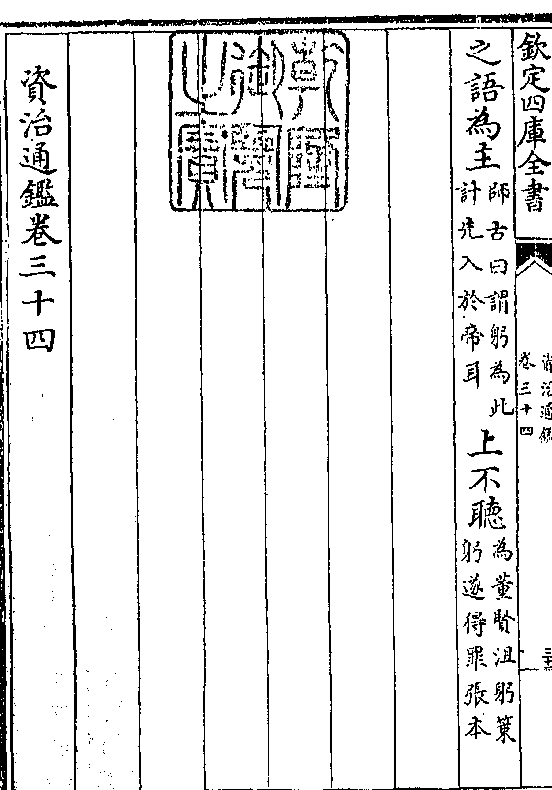 欽定四庫全書
資治通鑑
卷三十四
之語為主師古曰謂躬為此計先入於帝耳上不聽為董賢沮躬策躬遂得罪張本
乾隆御覽之寶
資治通鑑卷三十四